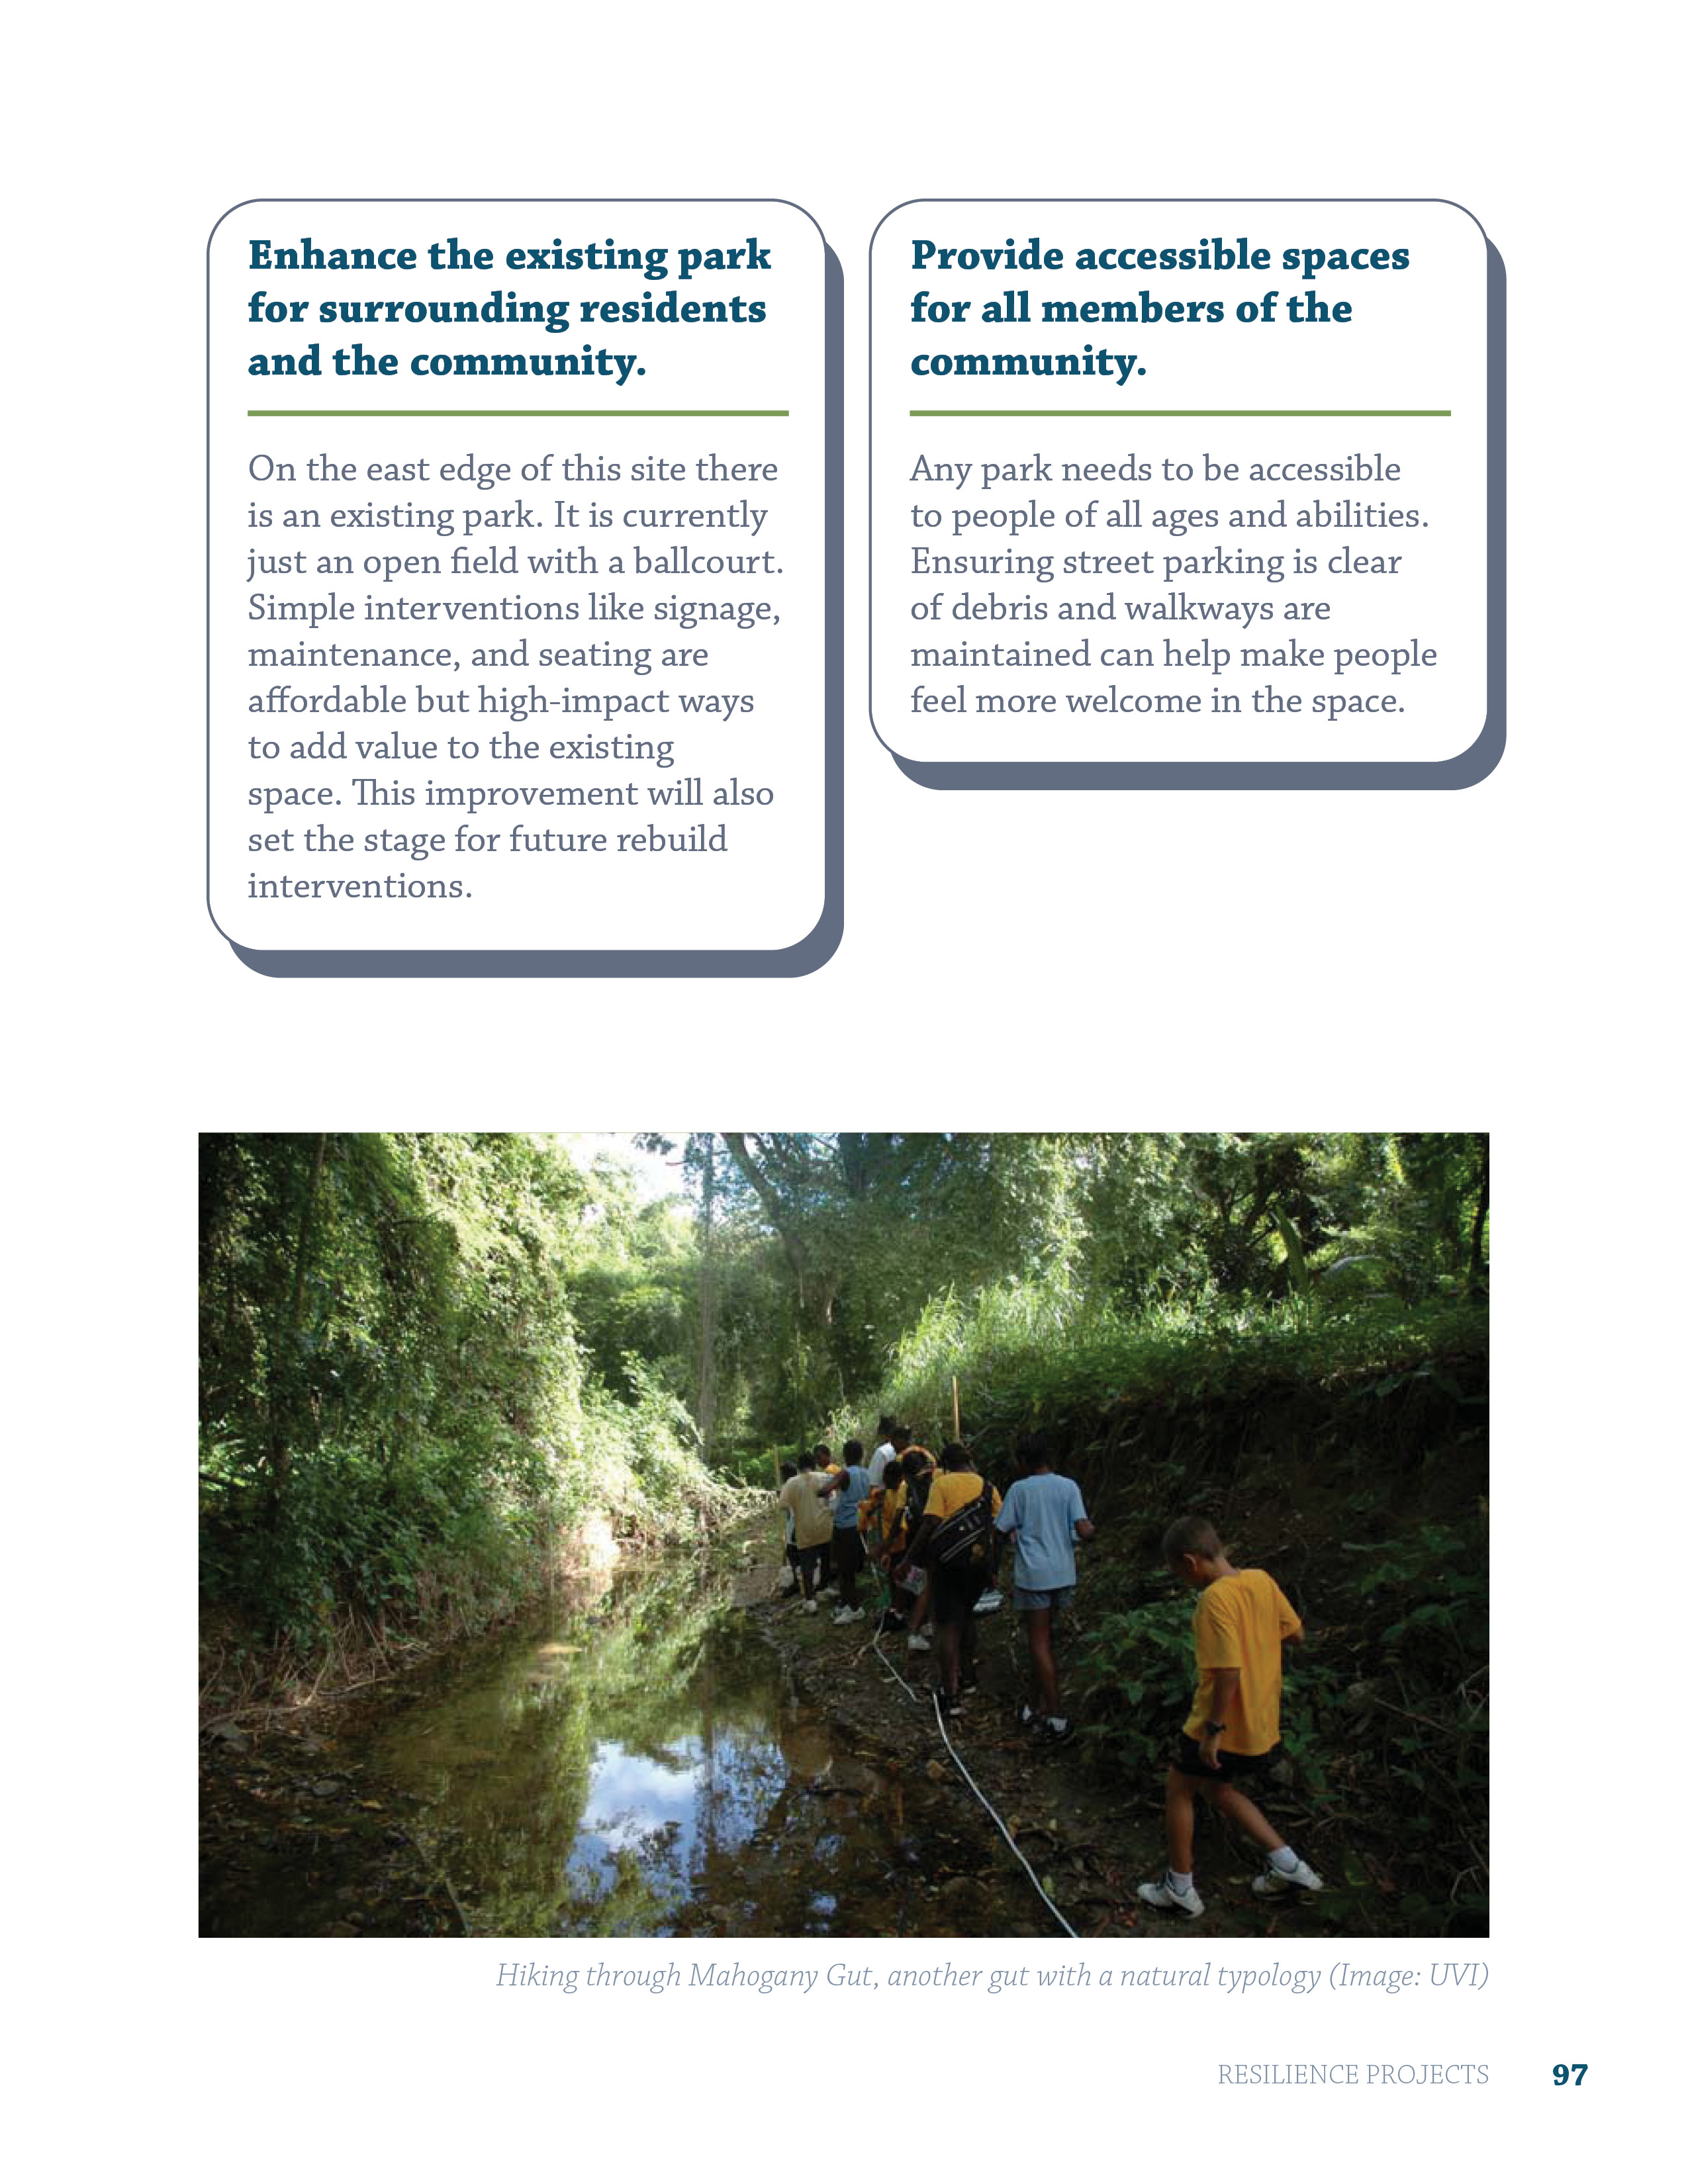 Enhance the existing park
for surrounding residents
and the community.
On the east edge of this site there
is an existing park. It is currently
just an open field with a ballcourt.
Simple interventions like signage,
maintenance, and seating are
affordable but high-impact ways
to add value to the existing
space. This improvement will also
set the stage for future rebuild
interventions.
Provide accessible spaces
for all members of the
community.
Any park needs to be accessible
to people of all ages and abilities.
Ensuring street parking is clear
of debris and walkways are
maintained can help make people
feel more welcome in the space.
Hiking through Mahogany Gut, another gut with a natural typology (Image: UVI)
RESILIENCE PROJECTS 97